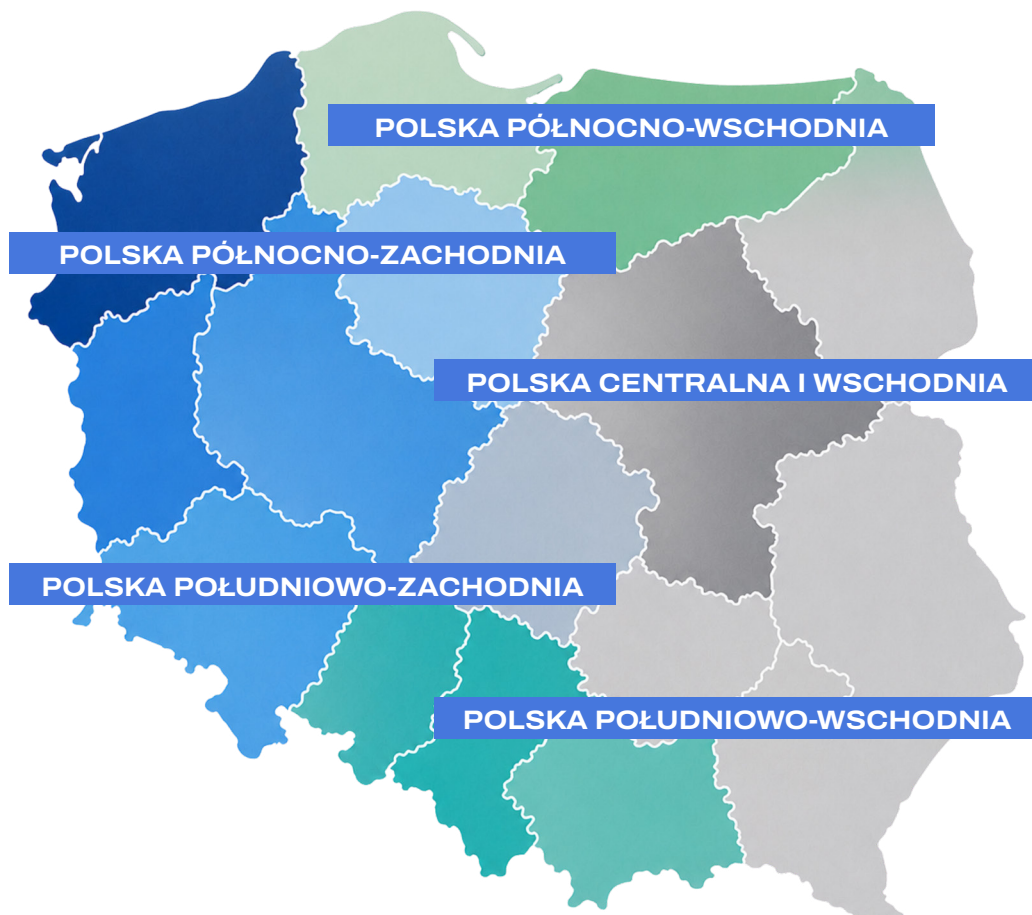 POLSKA PÓŁNOCNO-WSCHODNIA
POLSKA PÓŁNOCNO-ZACHODNIA
POLSKA CENTRALNA I WSCHODNIA
POLSKA POŁUDNIOWO-ZACHODNIA
POLSKA POŁUDNIOWO-WSCHODNIA